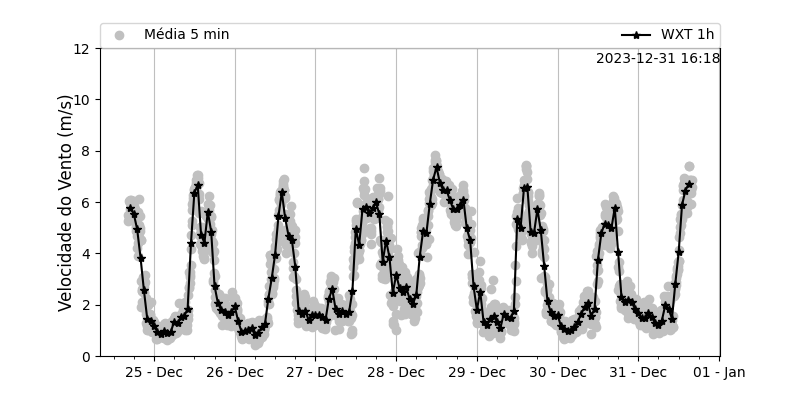 Média 5 min
WXT 1h
2023-12-31 16:18
Velocidade do Vento (m/s)
12
10
8
6
4
2
0
25 - Dec
26 - Dec
27 - Dec
28 - Dec
29 - Dec
30 - Dec
31 - Dec
01 - Jan